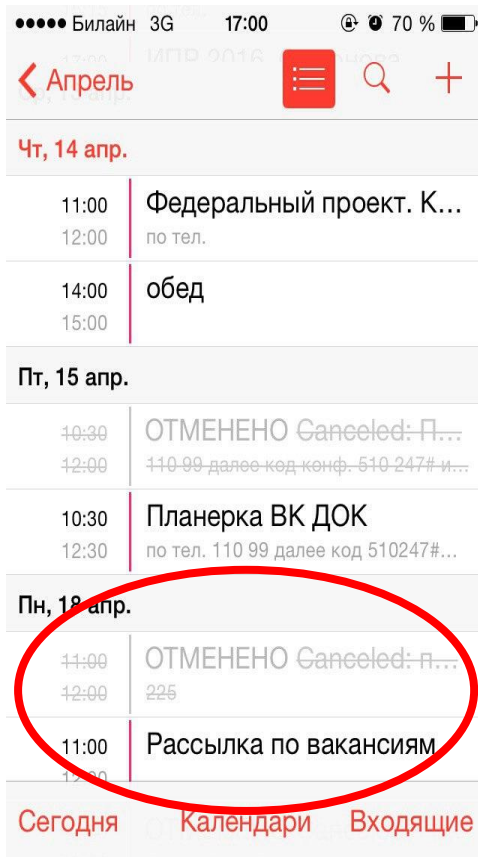 Билайн 3G 17:00 70 %
Апрель
Чт, 14 апр.
11:00 Федеральный проект. К...
12:00 по тел.
14:00 обед
15:00
Пт, 15 апр.
10:30 ОТМЕНЕНО Canceled: П...
12:00 110 99 далее код конф. 510 247# и...
10:30 Планерка ВК ДОК
12:30 по тел. 110 99 далее код 510247#...
Пн, 18 апр.
11:00 ОТМЕНЕНО Canceled: п...
12:00 225
11:00 Рассылка по вакансиям
Сегодня Календари Входящие